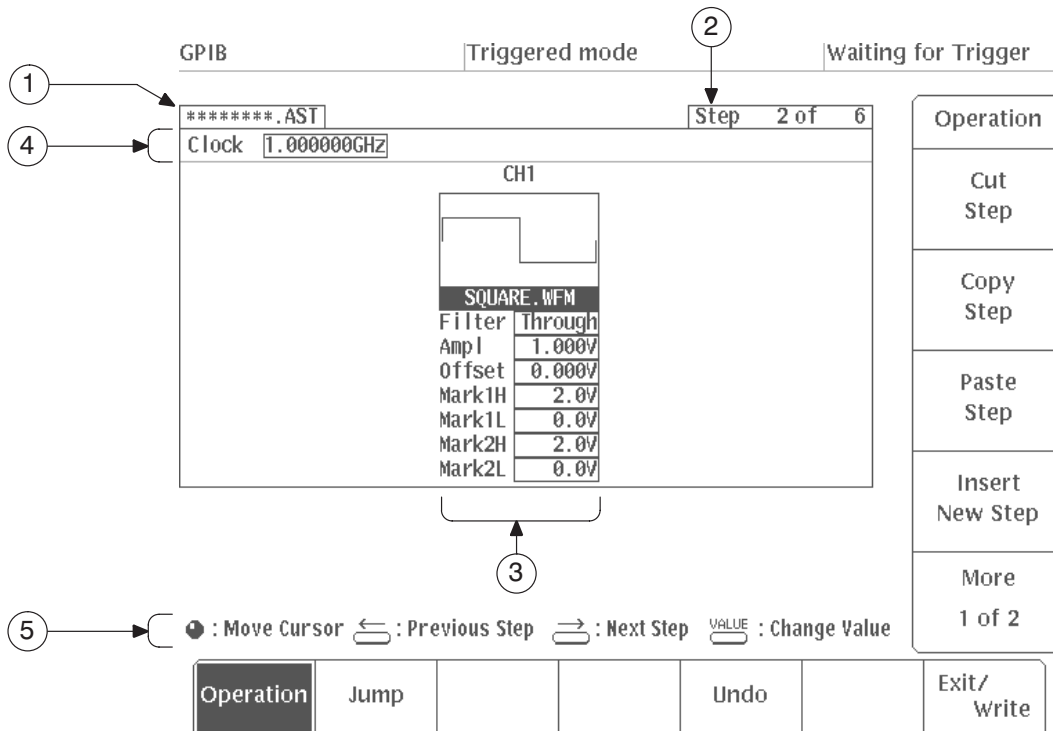 2
GPIB Triggered mode Waiting for Trigger
1
********.AST Step 2 of 6
4
Clock 1.000000GHz
CH1
SQUARE.WFM
Filter Through
Ampl 1.000V
Offset 0.000V
Mark1H 2.0V
Mark1L 0.0V
Mark2H 2.0V
Mark2L 0.0V
3
5
: Move Cursor : Previous Step : Next Step VALUE : Change Value
Operation
Cut
Step
Copy
Step
Paste
Step
Insert
New Step
More
1 of 2
Operation Jump Undo Exit/
Write